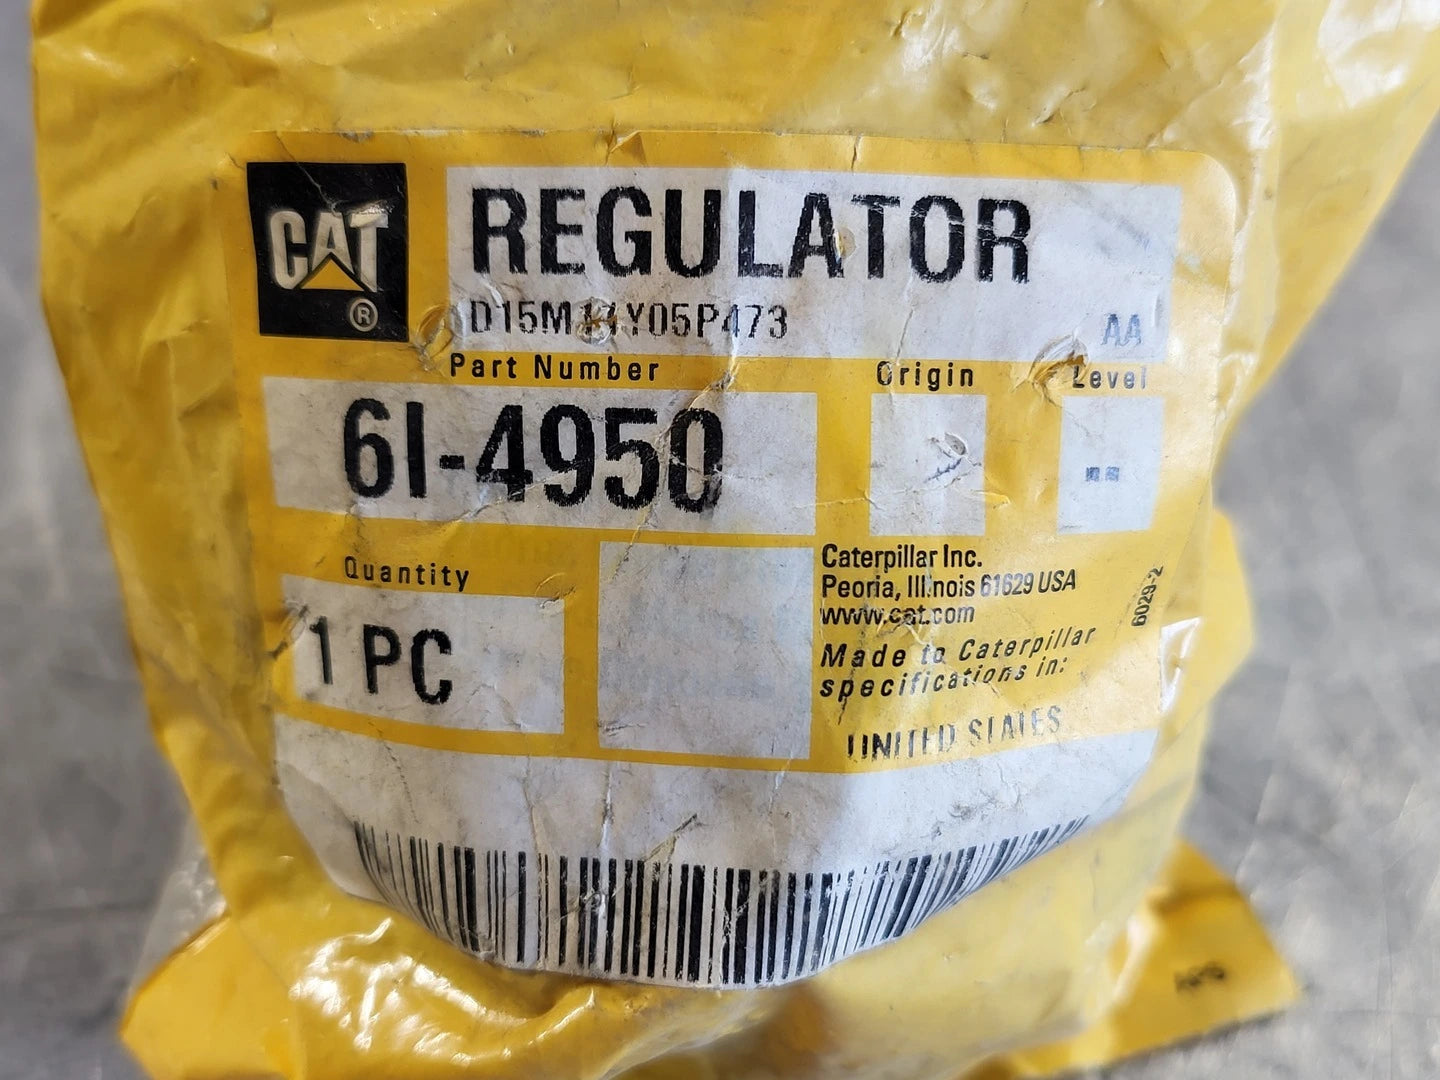 CAT
®
REGULATOR
D15M11Y05P473 AA
Part Number Origin Level
6I-4950 --
Quantity
1 PC
Caterpillar Inc.
Peoria, Illinois 61629 USA
www.cat.com
Made to Caterpillar
specifications in:
UNITED STATES
6029-2